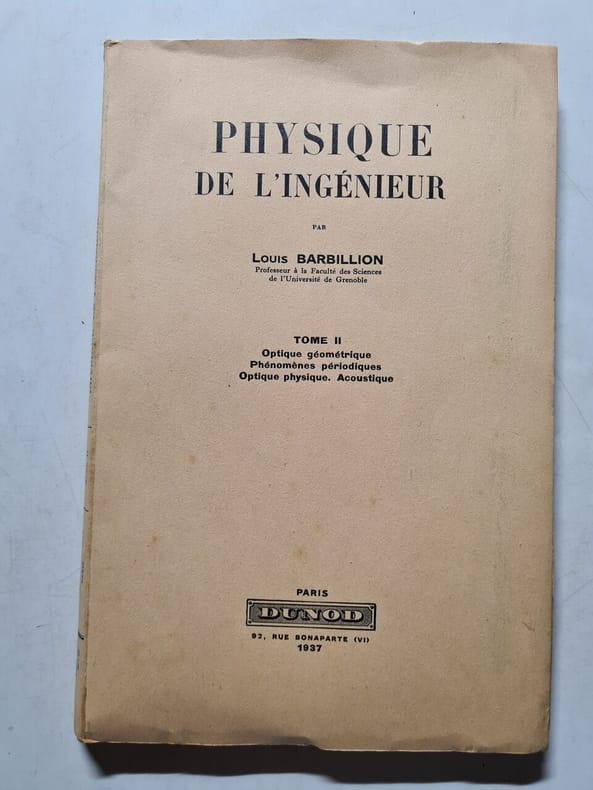 PHYSIQUE
DE L'INGÉNIEUR
PAR
LOUIS BARBILLION
Professeur à la Faculté des Sciences
de l'Université de Grenoble
TOME II
Optique géométrique
Phénomènes périodiques
Optique physique. Acoustique
PARIS
DUNOD
92, RUE BONAPARTE (VI)
1937